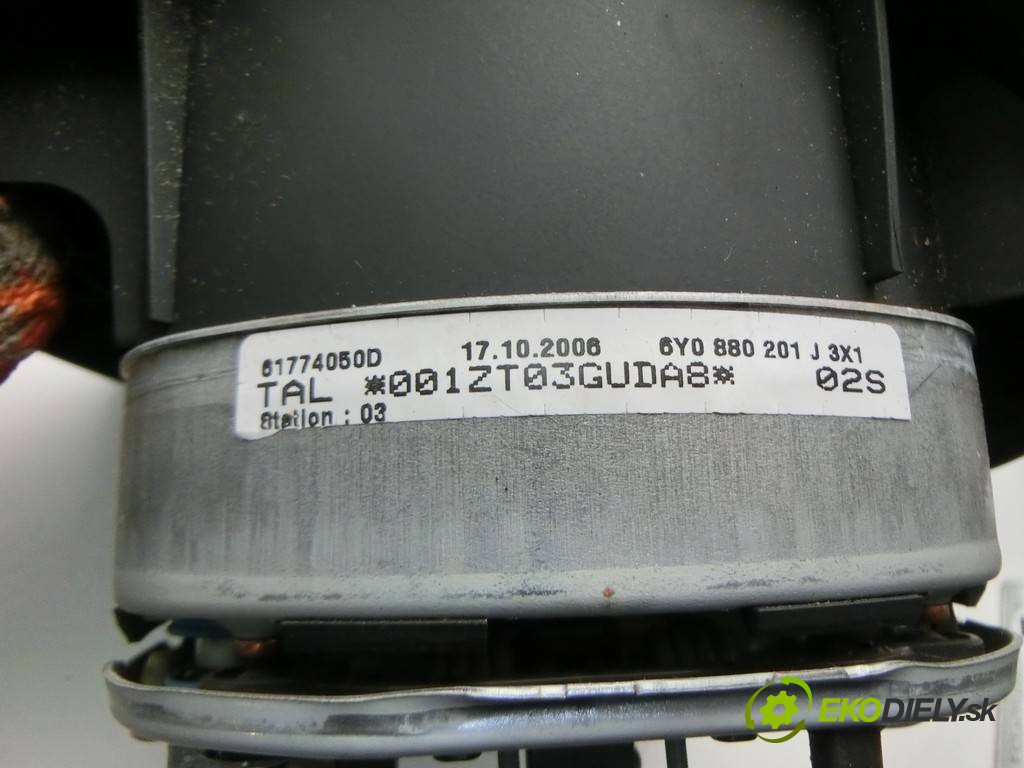 61774050D 17.10.2006 6Y0 880 201 J 3X1
TAL *001ZT03GUDA8* 02S
Station : 03
EKODIELY.sk